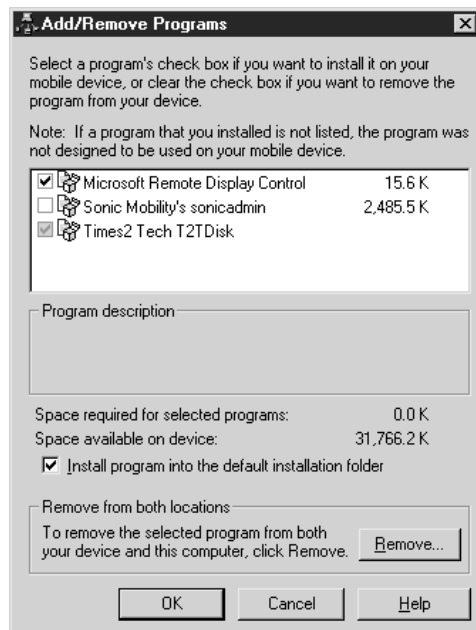 Add/Remove Programs
Select a program's check box if you want to install it on your
mobile device, or clear the check box if you want to remove the
program from your device.
Note: If a program that you installed is not listed, the program was
not designed to be used on your mobile device.
Microsoft Remote Display Control 15.6 K
Sonic Mobility's sonicadmin 2,485.5 K
Times2 Tech T2TDisk
Program description
Space required for selected programs: 0.0 K
Space available on device: 31,766.2 K
Install program into the default installation folder
Remove from both locations
To remove the selected program from both
your device and this computer, click Remove. Remove...
OK Cancel Help